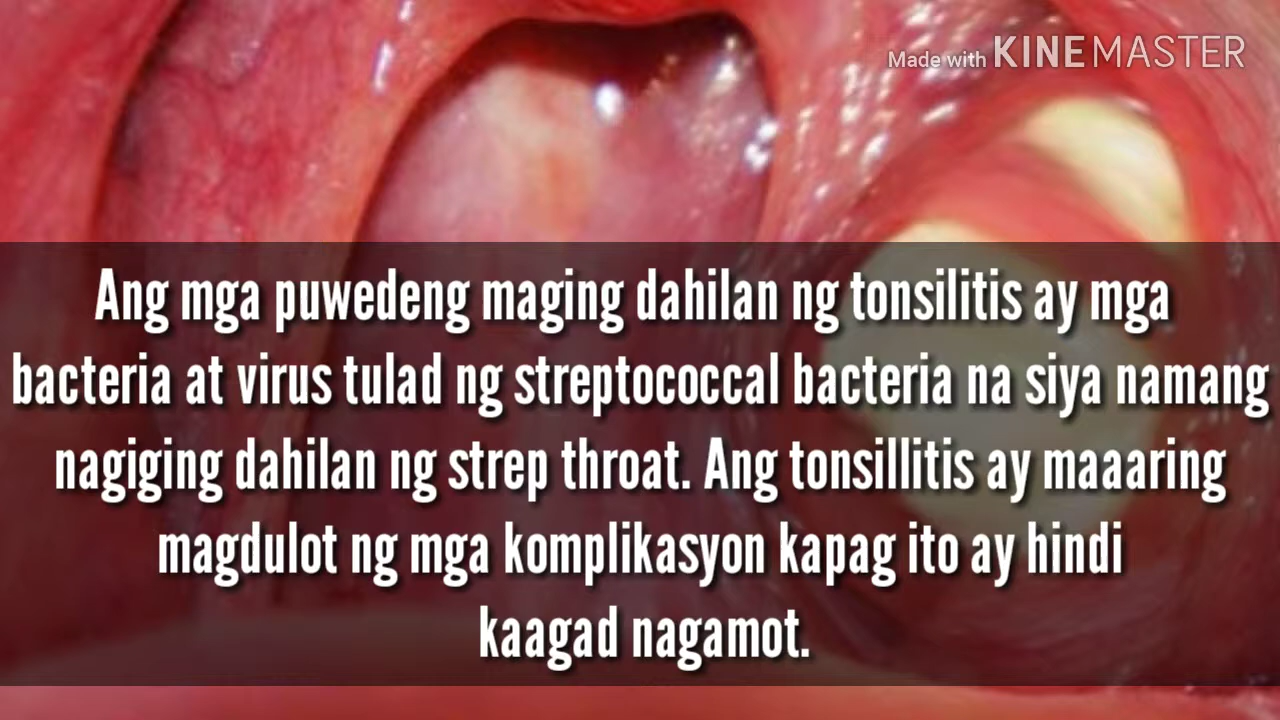 Made with KINEMASTER
Ang mga puwedeng maging dahilan ng tonsilitis ay mga
bacteria at virus tulad ng streptococcal bacteria na siya namang
nagiging dahilan ng strep throat. Ang tonsillitis ay maaaring
magdulot ng mga komplikasyon kapag ito ay hindi
kaagad nagamot.